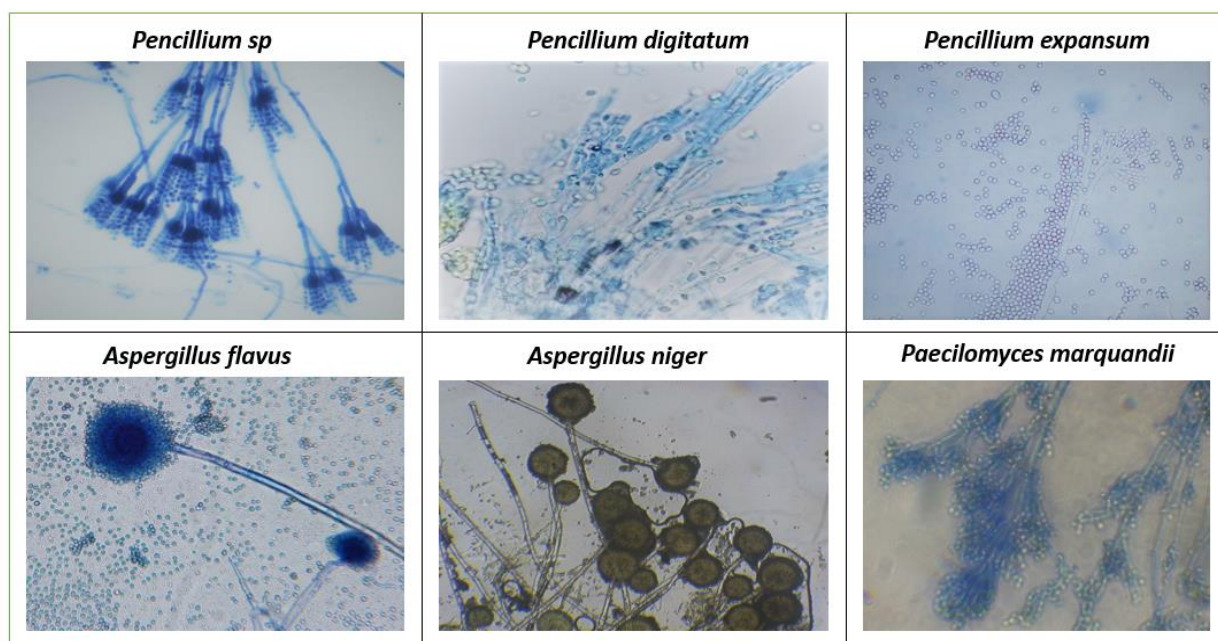 Pencillium sp
Pencillium digitatum
Pencillium expansum
Aspergillus flavus
Aspergillus niger
Paecilomyces marquandii